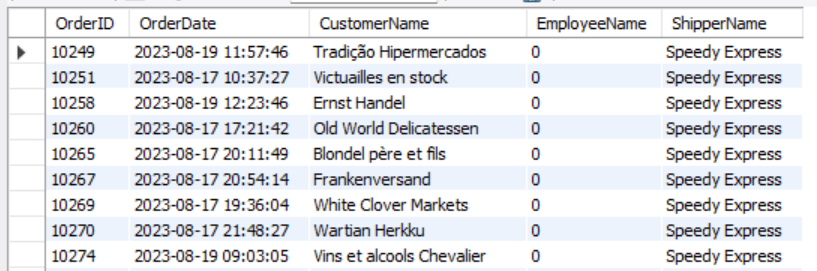 OrderID OrderDate CustomerName EmployeeName ShipperName
10249 2023-08-19 11:57:46 Tradição Hipermercados 0 Speedy Express
10251 2023-08-17 10:37:27 Victuailles en stock 0 Speedy Express
10258 2023-08-19 12:23:46 Ernst Handel 0 Speedy Express
10260 2023-08-17 17:21:42 Old World Delicatessen 0 Speedy Express
10265 2023-08-17 20:11:49 Blondel père et fils 0 Speedy Express
10267 2023-08-17 20:54:14 Frankenversand 0 Speedy Express
10269 2023-08-17 19:36:04 White Clover Markets 0 Speedy Express
10270 2023-08-17 21:48:27 Wartian Herkku 0 Speedy Express
10274 2023-08-19 09:03:05 Vins et alcools Chevalier 0 Speedy Express